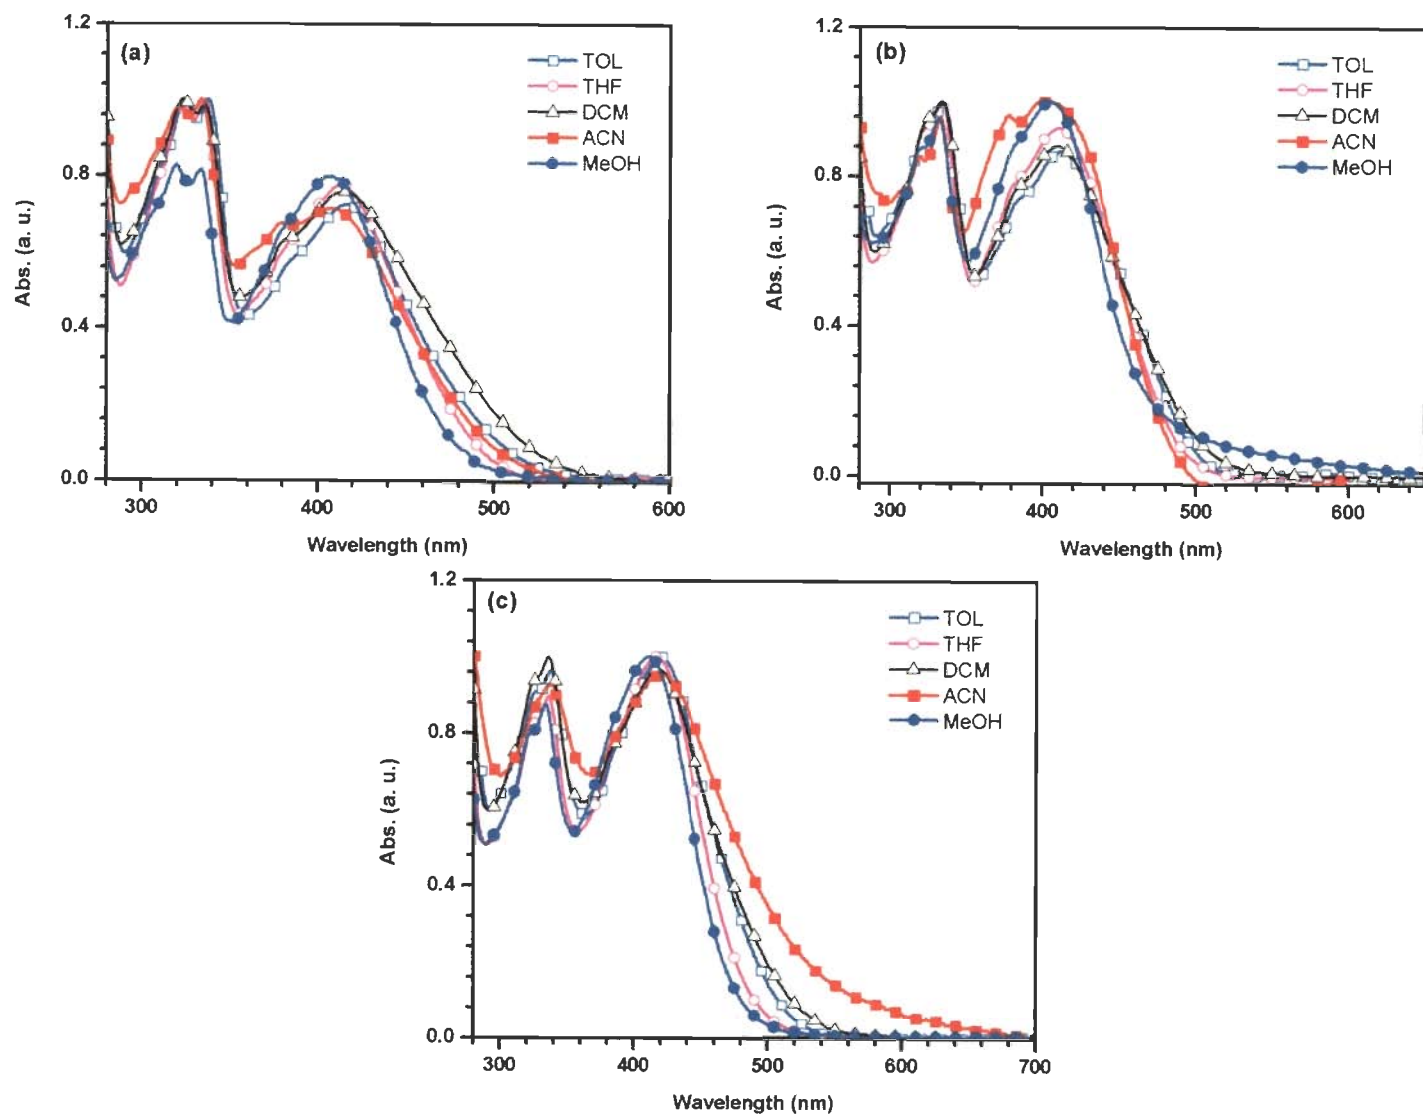 (a)
TOL
THF
DCM
ACN
MeOH
1.2
0.8
0.4
0.0
Abs. (a. u.)
300 400 500 600
Wavelength (nm)
(b)
TOL
THF
DCM
ACN
MeOH
1.2
0.8
0.4
0.0
Abs. (a. u.)
300 400 500 600
Wavelength (nm)
(c)
TOL
THF
DCM
ACN
MeOH
1.2
0.8
0.4
0.0
Abs. (a. u.)
300 400 500 600 700
Wavelength (nm)